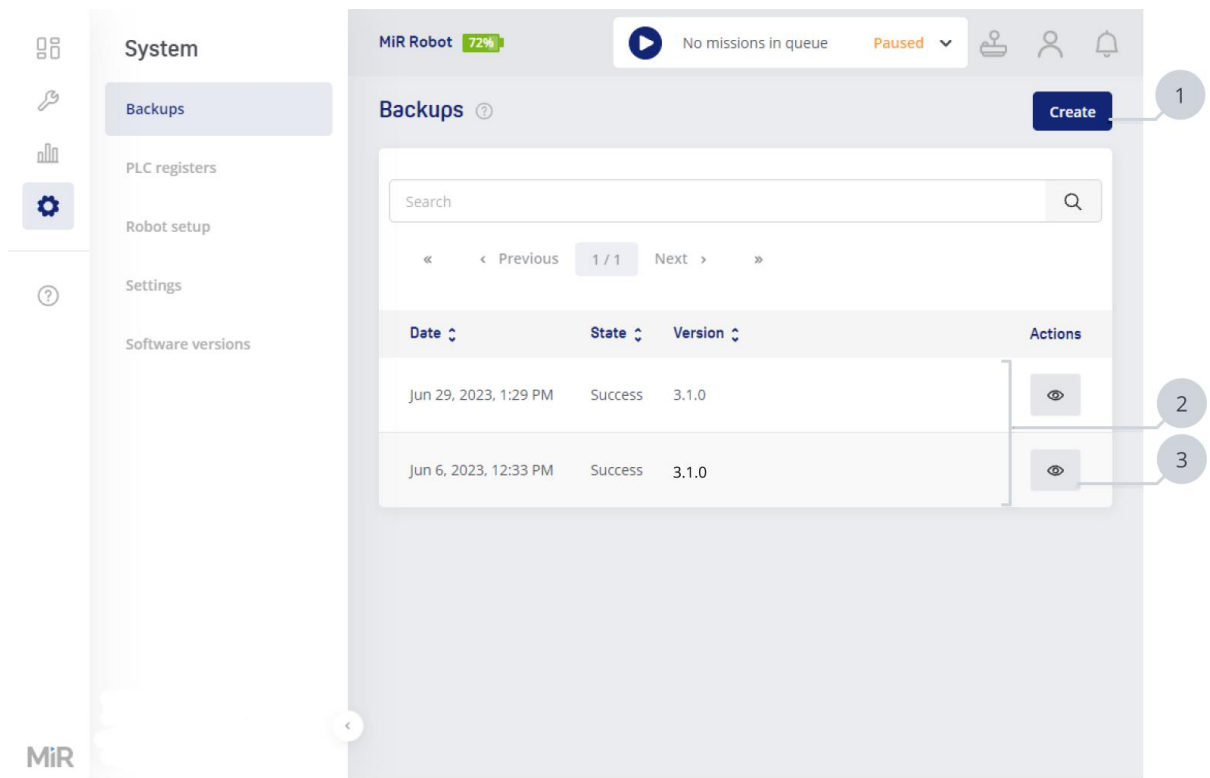 System
Backups
PLC registers
Robot setup
Settings
Software versions
MiR
MiR Robot 72% No missions in queue Paused
Backups
Create
Search
« ‹ Previous 1 / 1 Next › »
Date State Version Actions
Jun 29, 2023, 1:29 PM Success 3.1.0
Jun 6, 2023, 12:33 PM Success 3.1.0
1
2
3